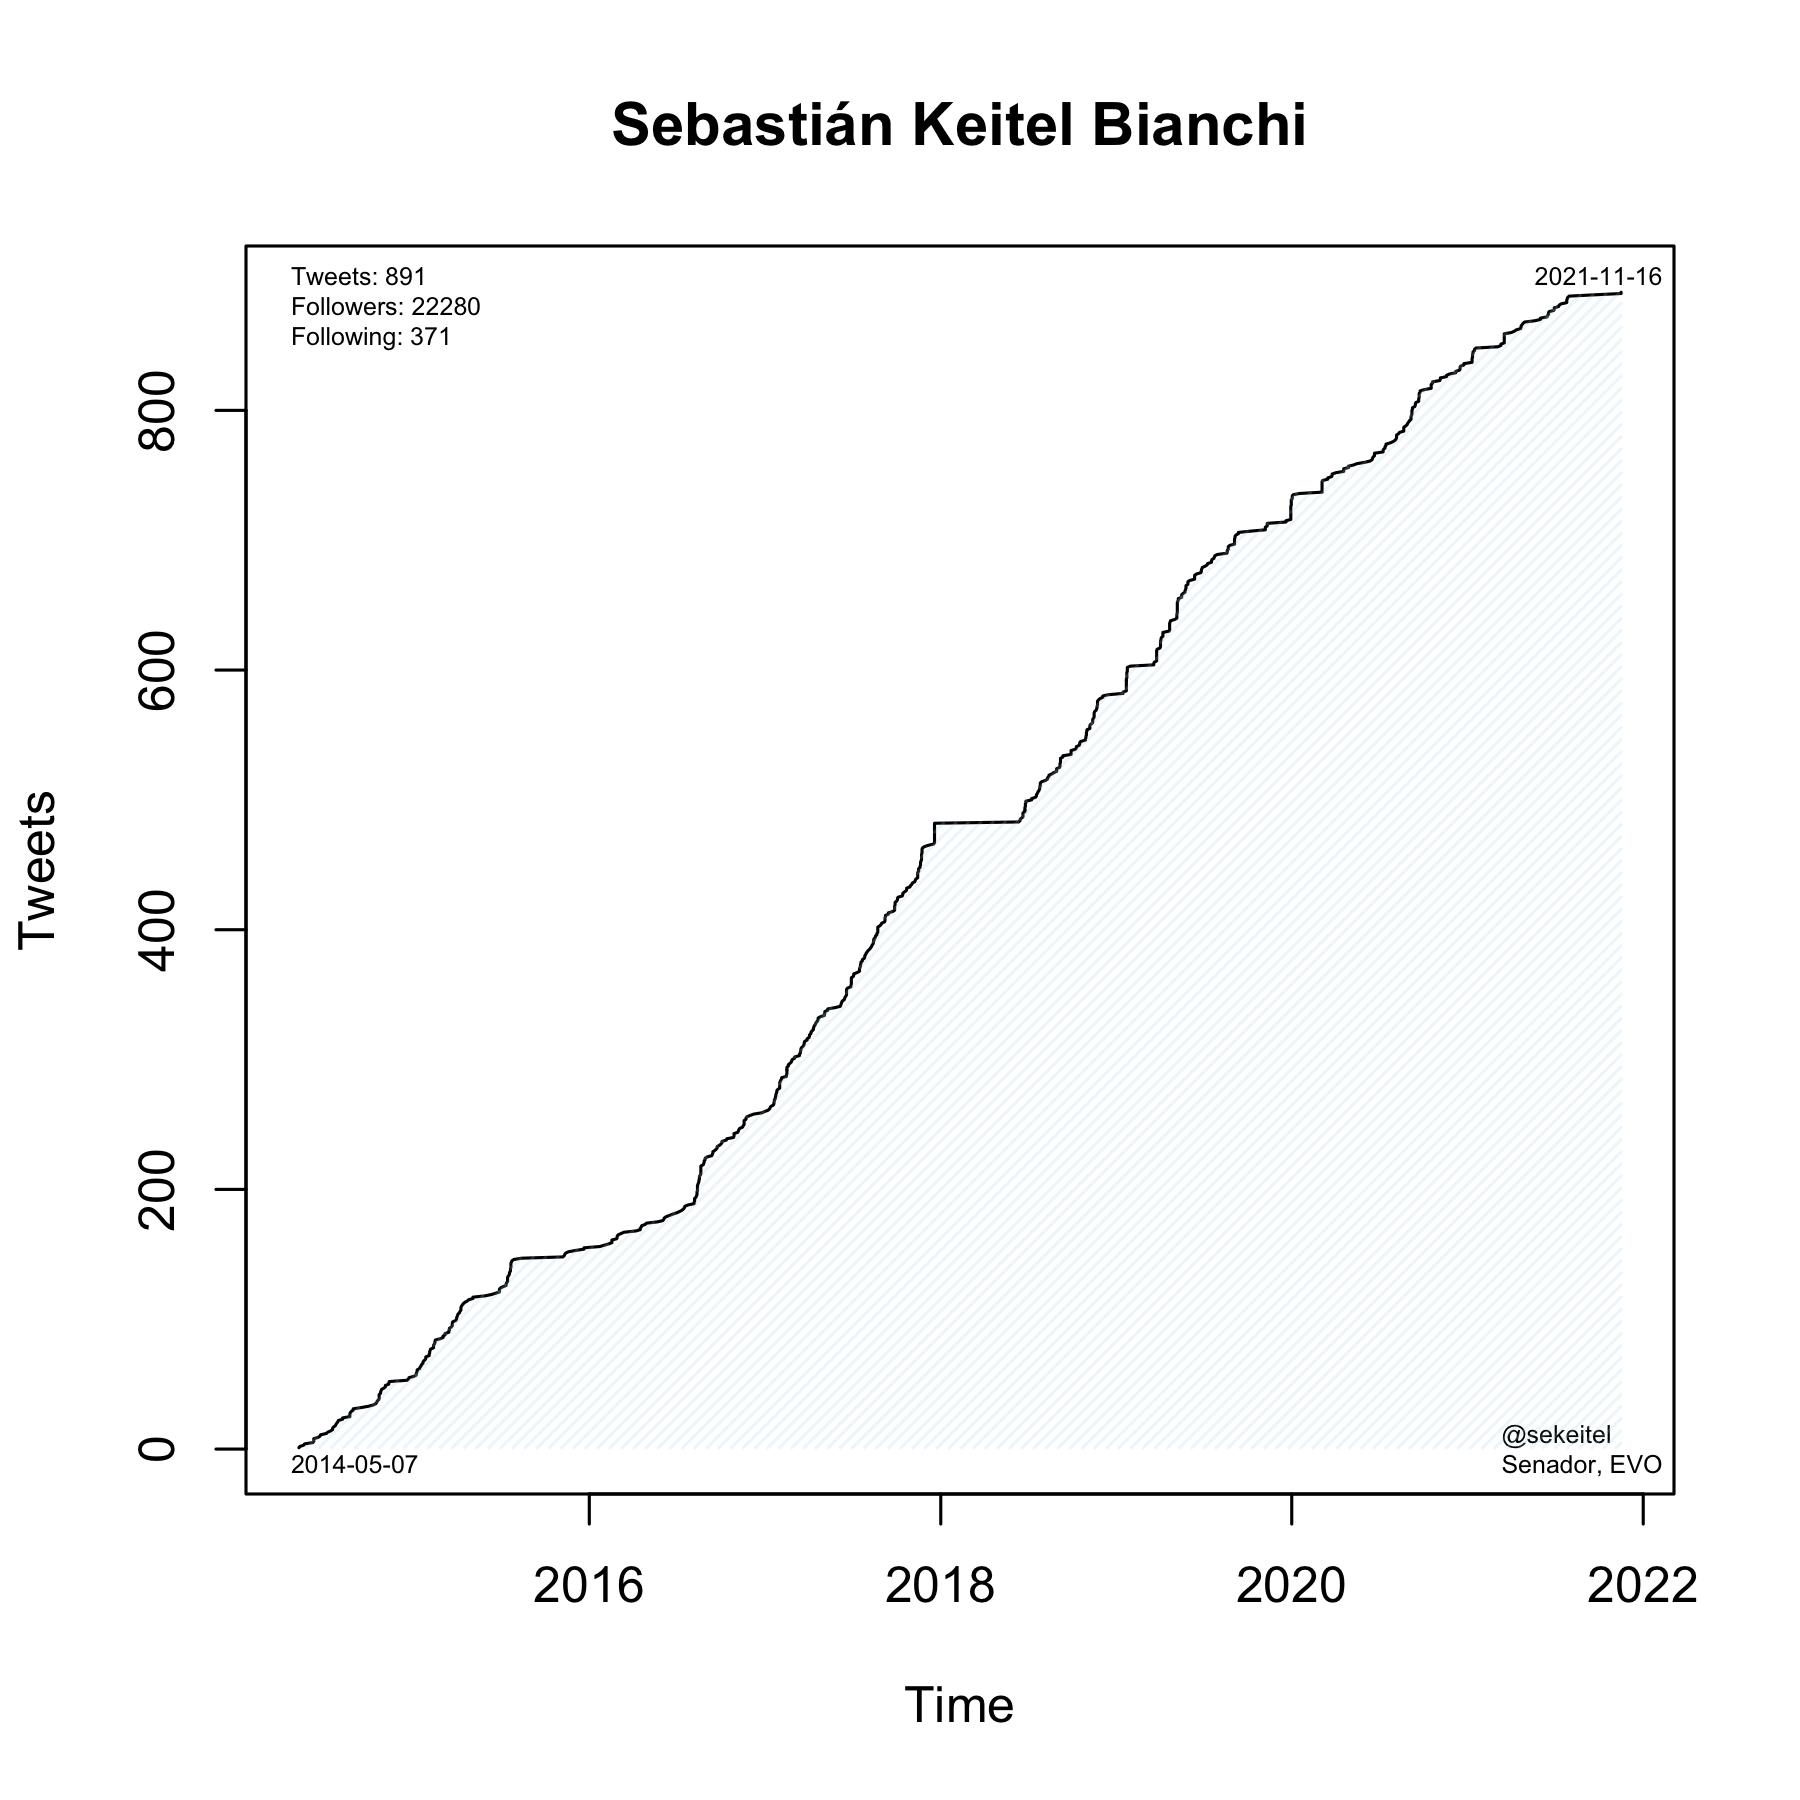 Sebastián Keitel Bianchi
Tweets: 891
Followers: 22280
Following: 371
2021-11-16
800
600
400
200
0
Tweets
2014-05-07
@sekeitel
Senador, EVO
2016
2018
2020
2022
Time